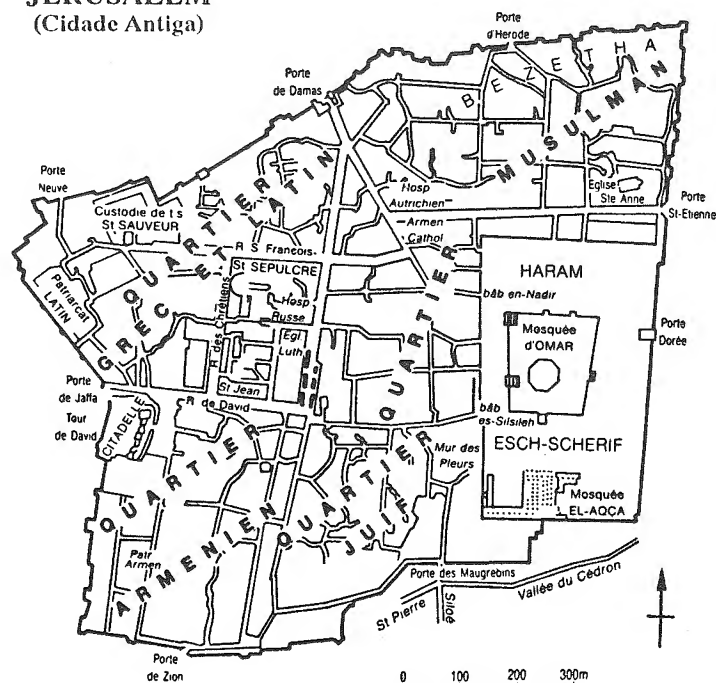 JERUSALEM
(Cidade Antiga)
Porte
d'Herode
BEZETHA
Porte
de Damas
QUARTIER MUSULMAN
Porte
Neuve
Hosp
Autrichien
Armen
Cathol
Eglise
Ste Anne
Porte
St-Etienne
Custodie de t s
St SAUVEUR
QUARTIER
GREC ET LATIN
R S François
St SEPULCRE
Patriarcat
LATIN
R des Chrétiens
Hosp
Russe
Egl
Luth
HARAM
bâb en-Nadir
Mosquée
d'OMAR
Porte
Dorée
Porte
de Jaffa
St Jean
R de David
Tour
de David
CITADELLE
bâb
es-Silsileh
ESCH-SCHERIF
Mur des
Pleurs
Mosquée
EL-AQÇA
QUARTIER
ARMENIEN
QUARTIER
JUIF
Patr
Armen
Porte des Maugrebins
Vallée du Cédron
St Pierre
Siloé
Porte
de Zion
0 100 200 300m